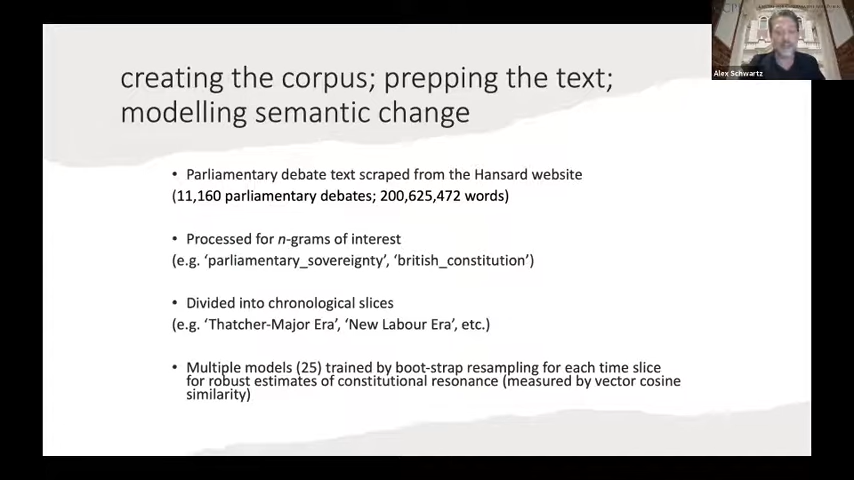 creating the corpus; prepping the text;
modelling semantic change
• Parliamentary debate text scraped from the Hansard website
(11,160 parliamentary debates; 200,625,472 words)
• Processed for n-grams of interest
(e.g. ‘parliamentary_sovereignty’, ‘british_constitution’)
• Divided into chronological slices
(e.g. ‘Thatcher-Major Era’, ‘New Labour Era’, etc.)
• Multiple models (25) trained by boot-strap resampling for each time slice
for robust estimates of constitutional resonance (measured by vector cosine
similarity)
Alex Schwartz